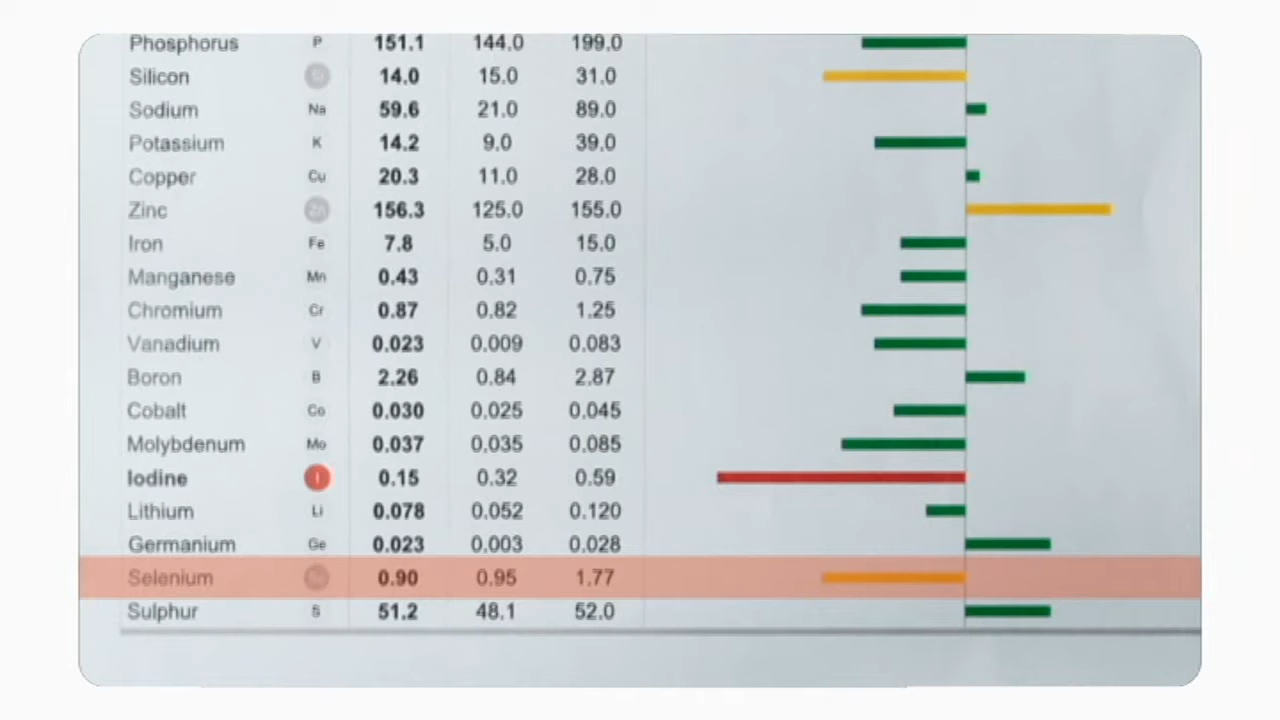 Phosphorus P 151.1 144.0 199.0
Silicon Si 14.0 15.0 31.0
Sodium Na 59.6 21.0 89.0
Potassium K 14.2 9.0 39.0
Copper Cu 20.3 11.0 28.0
Zinc Zn 156.3 125.0 155.0
Iron Fe 7.8 5.0 15.0
Manganese Mn 0.43 0.31 0.75
Chromium Cr 0.87 0.82 1.25
Vanadium V 0.023 0.009 0.083
Boron B 2.26 0.84 2.87
Cobalt Co 0.030 0.025 0.045
Molybdenum Mo 0.037 0.035 0.085
Iodine I 0.15 0.32 0.59
Lithium Li 0.078 0.052 0.120
Germanium Ge 0.023 0.003 0.028
Selenium Se 0.90 0.95 1.77
Sulphur S 51.2 48.1 52.0